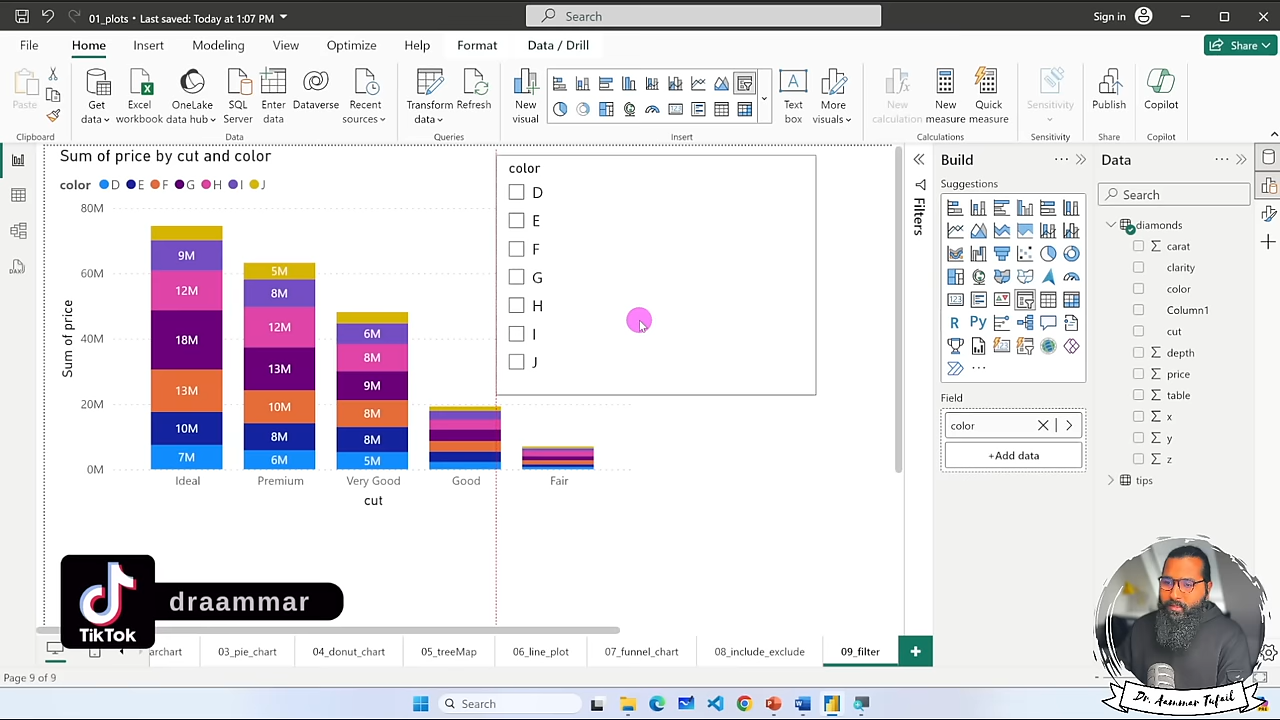 01_plots • Last saved: Today at 1:07 PM
Search
Sign in
File
Home
Insert
Modeling
View
Optimize
Help
Format
Data / Drill
Share
Paste
Get data
Excel workbook
OneLake data hub
SQL Server
Enter data
Dataverse
Recent sources
Transform data
Refresh
New visual
Text box
More visuals
New calculation
New measure
Quick measure
Sensitivity
Publish
Copilot
Clipboard
Data
Queries
Insert
Calculations
Sensitivity
Share
Copilot
Sum of price by cut and color
color D E F G H I J
80M
60M
40M
20M
0M
Sum of price
9M
12M
18M
13M
10M
7M
5M
8M
12M
13M
10M
8M
6M
6M
8M
9M
8M
8M
5M
Ideal
Premium
Very Good
Good
Fair
cut
color
D
E
F
G
H
I
J
Filters
Build
Suggestions
R
Py
123
Field
color
+Add data
Data
Search
diamonds
carat
clarity
color
Column1
cut
depth
price
table
x
y
z
tips
TikTok
draammar
archart
03_pie_chart
04_donut_chart
05_treeMap
06_line_plot
07_funnel_chart
08_include_exclude
09_filter
Page 9 of 9
Search
Dr. Aammar Tufail